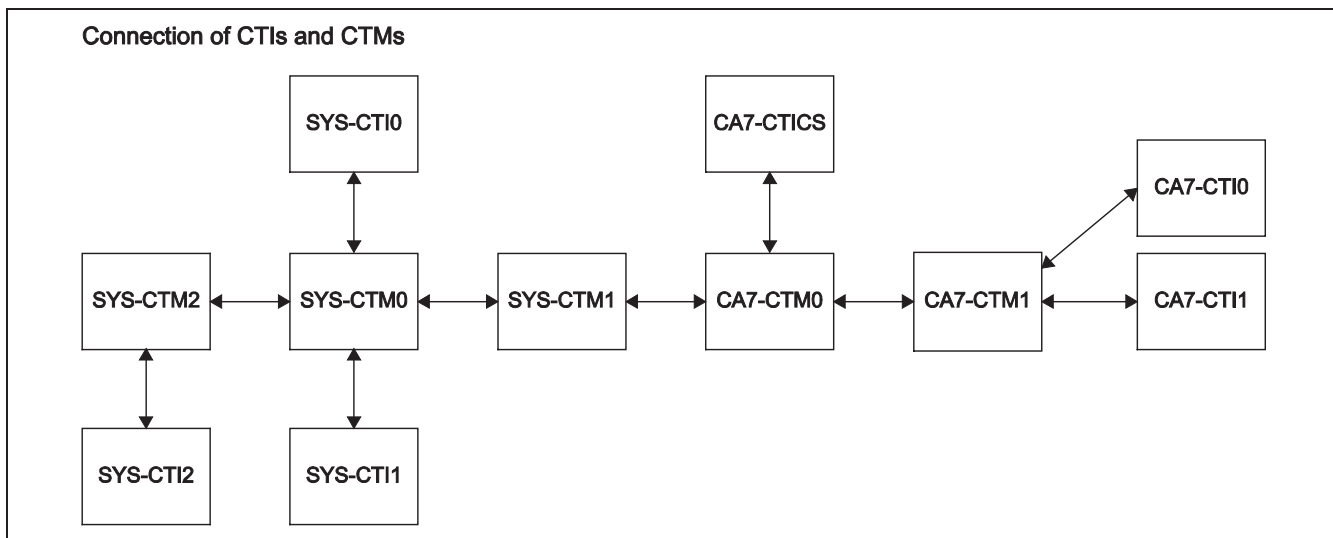 Connection of CTIs and CTMs
SYS-CTI0
CA7-CTICS
CA7-CTI0
SYS-CTM2
SYS-CTM0
SYS-CTM1
CA7-CTM0
CA7-CTM1
CA7-CTI1
SYS-CTI2
SYS-CTI1